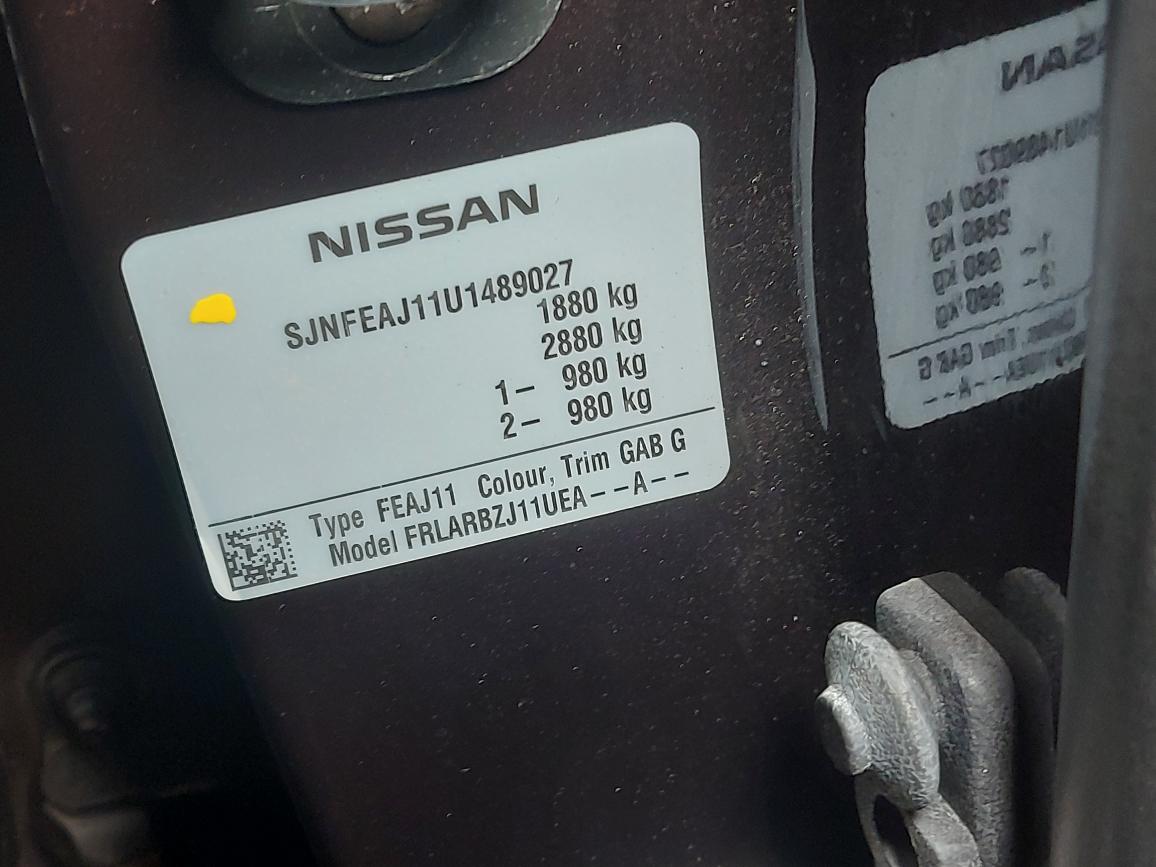 NISSAN
SJNFEAJ11U1489027
1880 kg
2880 kg
1– 980 kg
2– 980 kg
Type FEAJ11 Colour, Trim GAB G
Model FRLARBZJ11UEA--A--